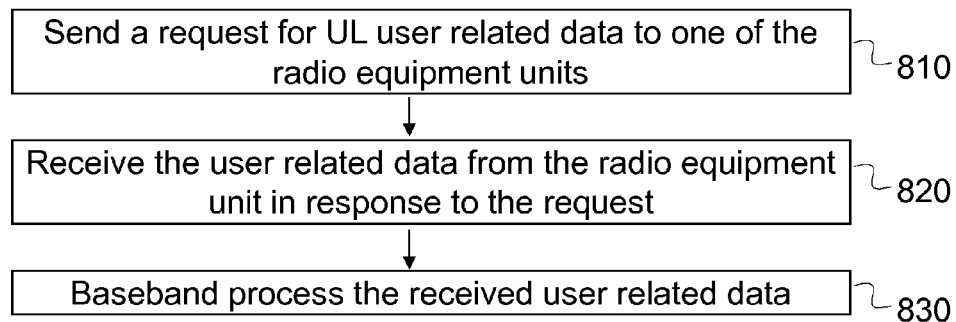 Send a request for UL user related data to one of the
radio equipment units
810
Receive the user related data from the radio equipment
unit in response to the request
820
Baseband process the received user related data
830